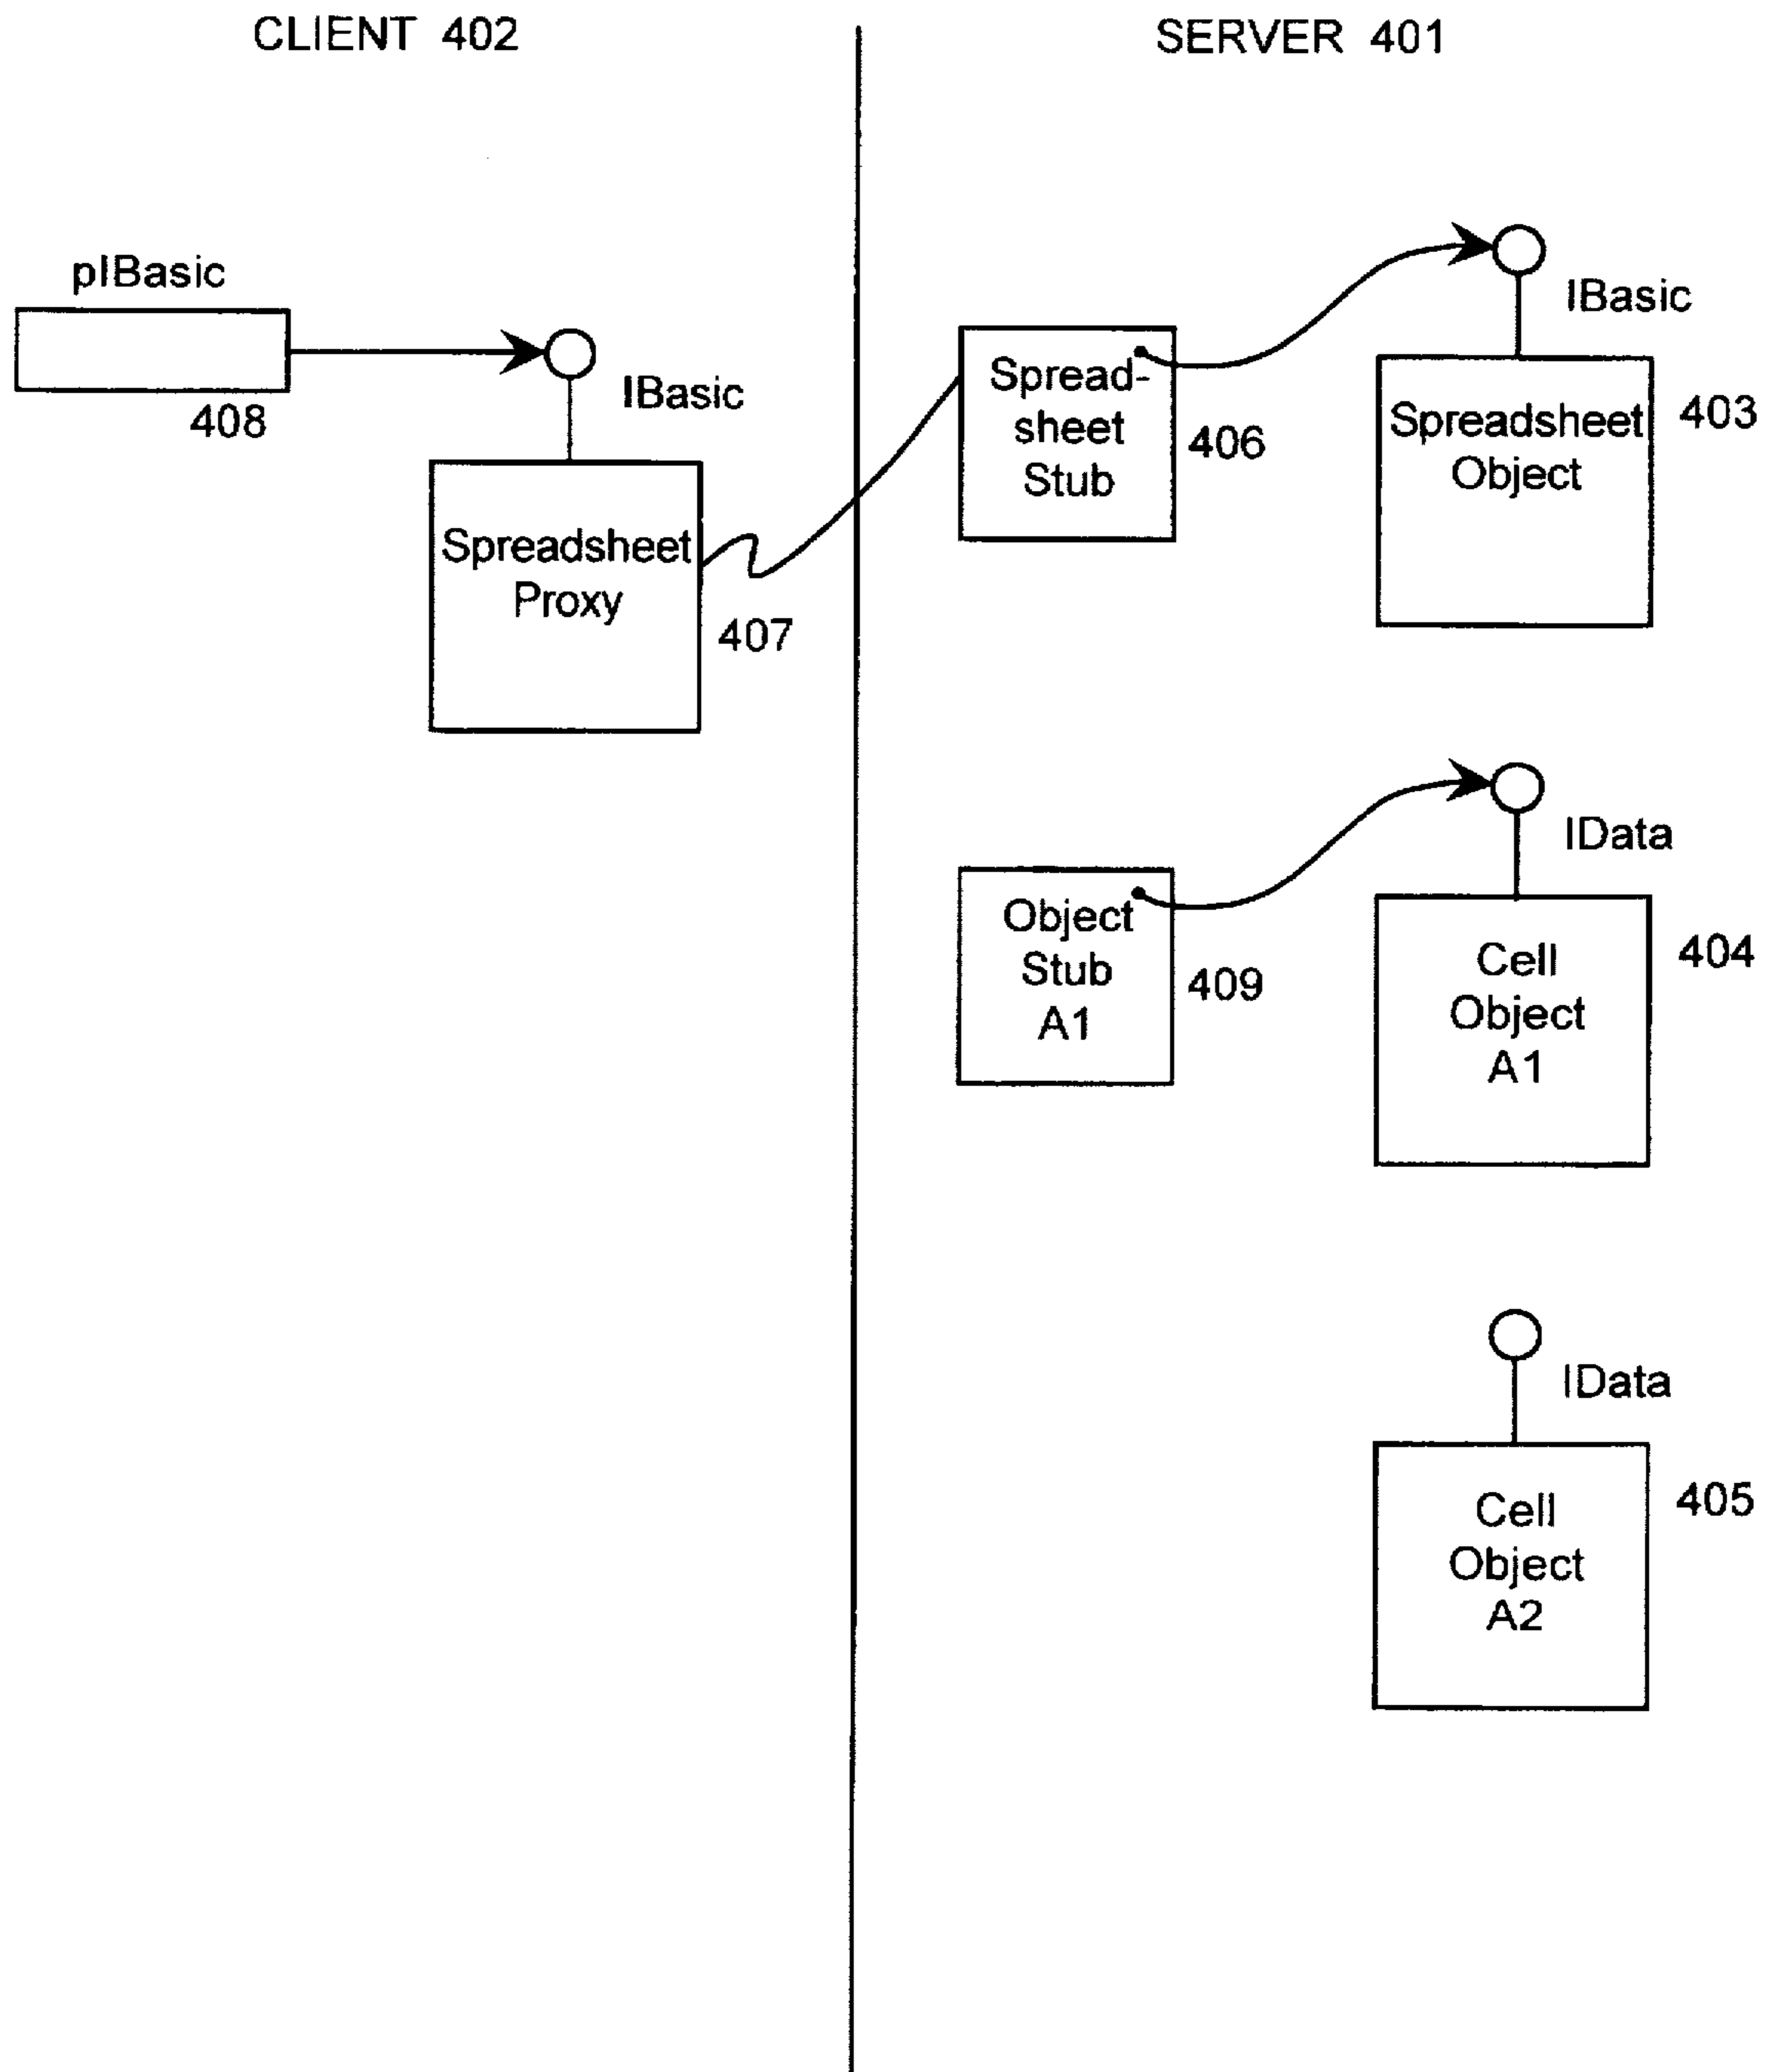 CLIENT 402
SERVER 401
pIBasic
408
IBasic
Spreadsheet
Proxy
407
Spread-
sheet
Stub
406
IBasic
Spreadsheet
Object
403
Object
Stub
A1
409
IData
Cell
Object
A1
404
IData
Cell
Object
A2
405